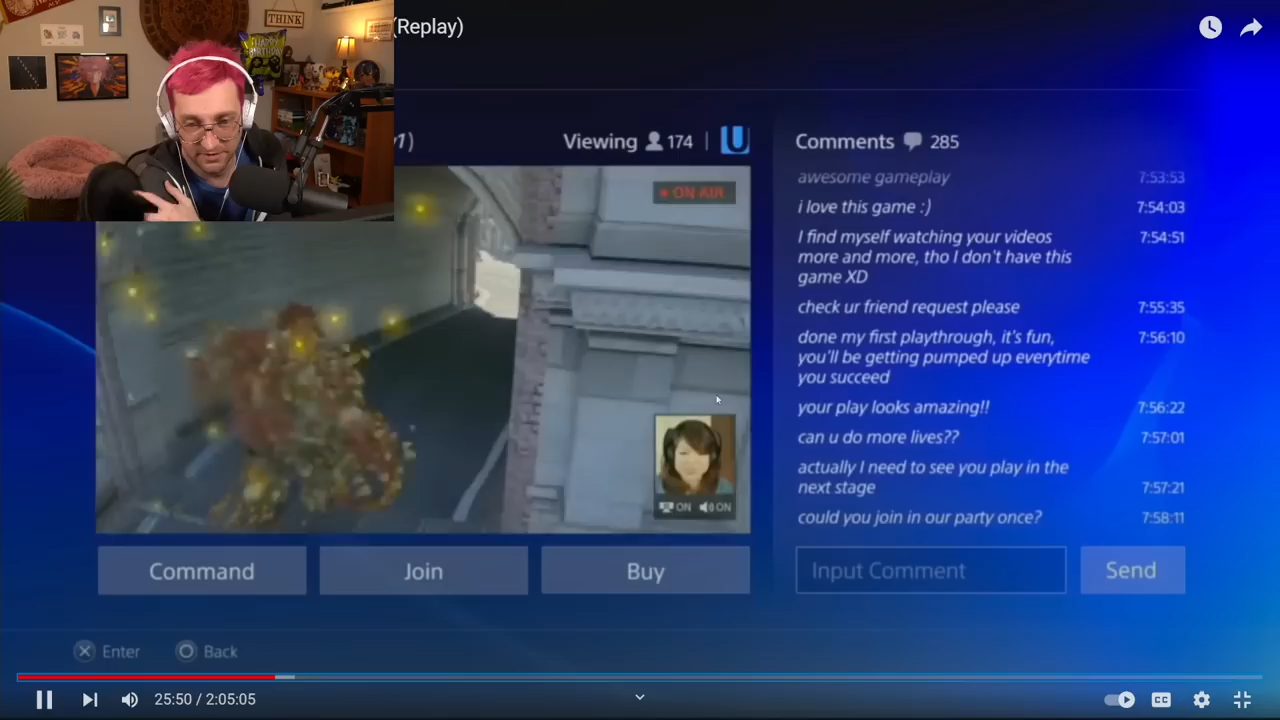 THINK
(Replay)
y1)
Viewing 174 |
ON AIR
ON ON
Command
Join
Buy
Comments 285
awesome gameplay 7:53:53
i love this game :) 7:54:03
I find myself watching your videos 7:54:51
more and more, tho I don't have this
game XD
check ur friend request please 7:55:35
done my first playthrough, it's fun, 7:56:10
you'll be getting pumped up everytime
you succeed
your play looks amazing!! 7:56:22
can u do more lives?? 7:57:01
actually I need to see you play in the
next stage 7:57:21
could you join in our party once? 7:58:11
Input Comment
Send
Enter Back
25:50 / 2:05:05
CC